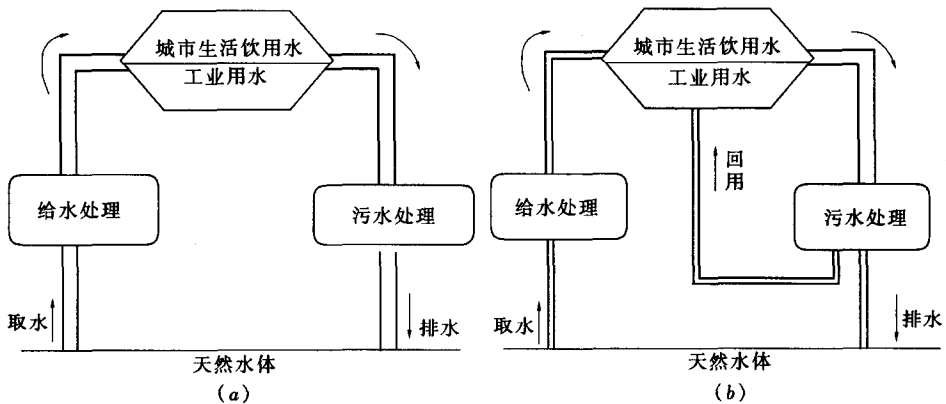 城市生活饮用水
工业用水
给水处理
污水处理
取水
排水
天然水体
(a)
城市生活饮用水
工业用水
回用
给水处理
污水处理
取水
排水
天然水体
(b)